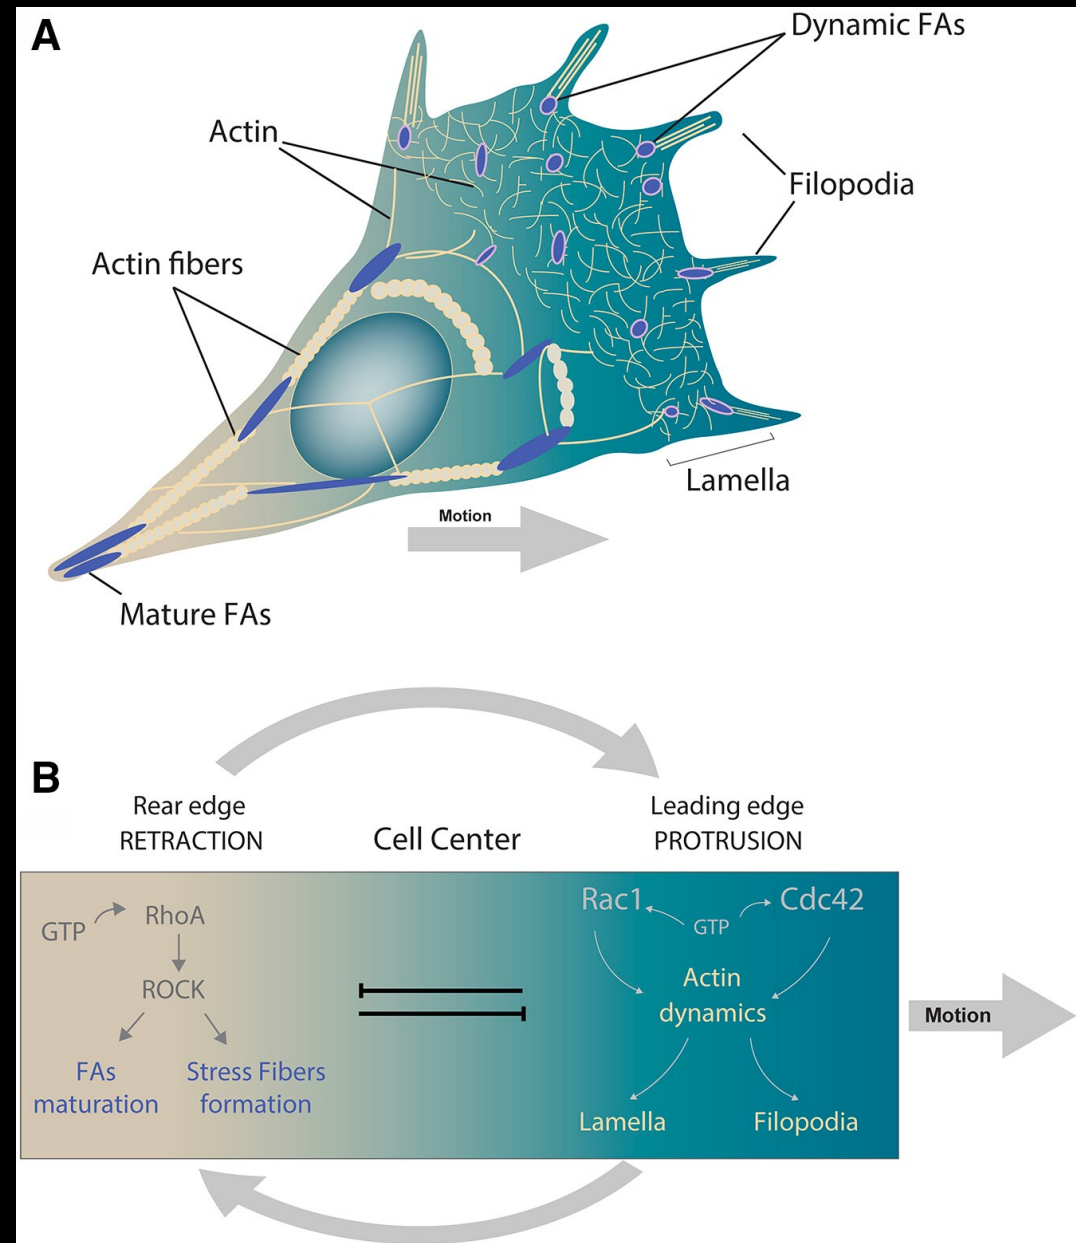 A
Dynamic FAs
Actin
Filopodia
Actin fibers
Lamella
Motion
Mature FAs
B
Rear edge
RETRACTION
Cell Center
Leading edge
PROTRUSION
GTP
RhoA
ROCK
FAs
maturation
Stress Fibers
formation
Rac1
GTP
Cdc42
Actin
dynamics
Lamella
Filopodia
Motion